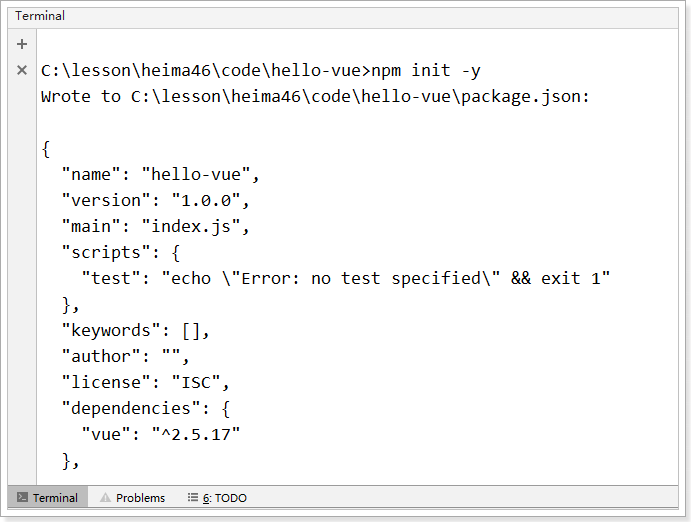 Terminal
C:\lesson\heima46\code\hello-vue>npm init -y
Wrote to C:\lesson\heima46\code\hello-vue\package.json:
{
  "name": "hello-vue",
  "version": "1.0.0",
  "main": "index.js",
  "scripts": {
    "test": "echo \"Error: no test specified\" && exit 1"
  },
  "keywords": [],
  "author": "",
  "license": "ISC",
  "dependencies": {
    "vue": "^2.5.17"
  },
Terminal Problems 6: TODO